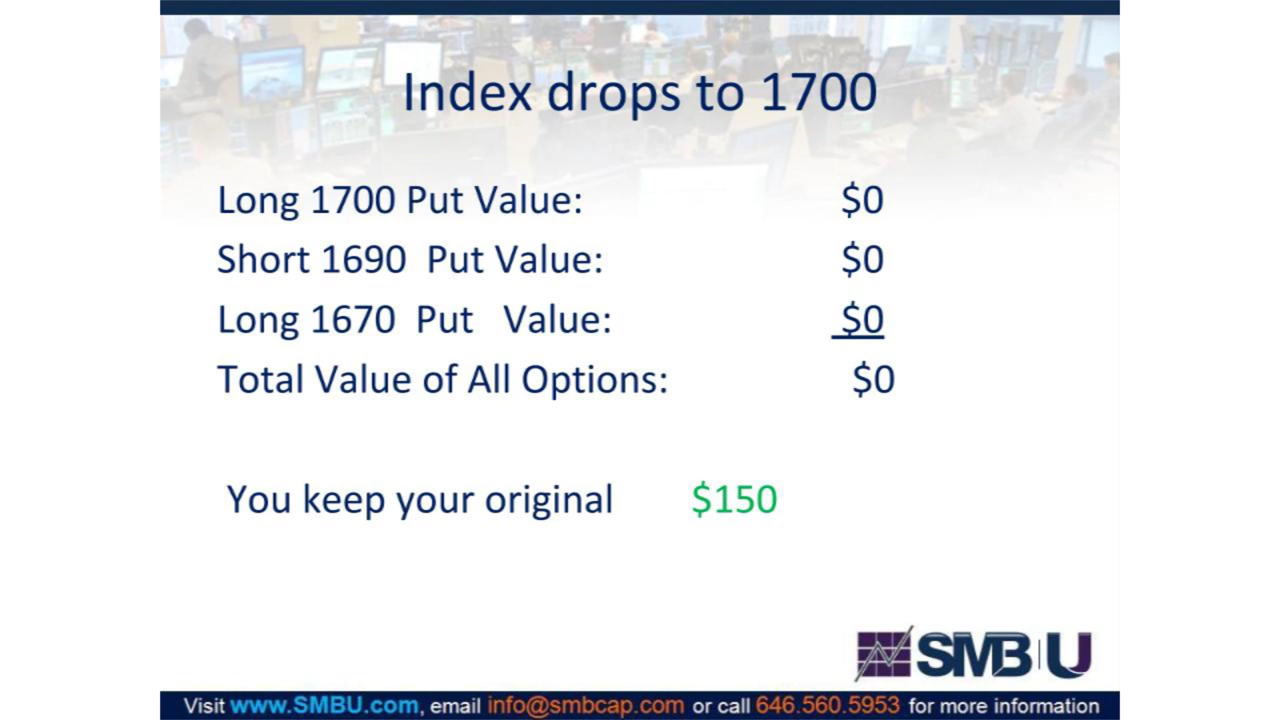 Index drops to 1700
Long 1700 Put Value: $0
Short 1690 Put Value: $0
Long 1670 Put Value: $0
Total Value of All Options: $0
You keep your original $150
SMB U
Visit www.SMBU.com, email info@smbcap.com or call 646.560.5953 for more information